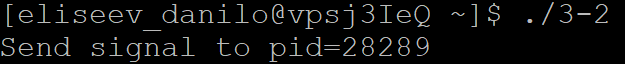 [eliseev_danilo@vpsj3IeQ ~]$ ./3-2
Send signal to pid=28289